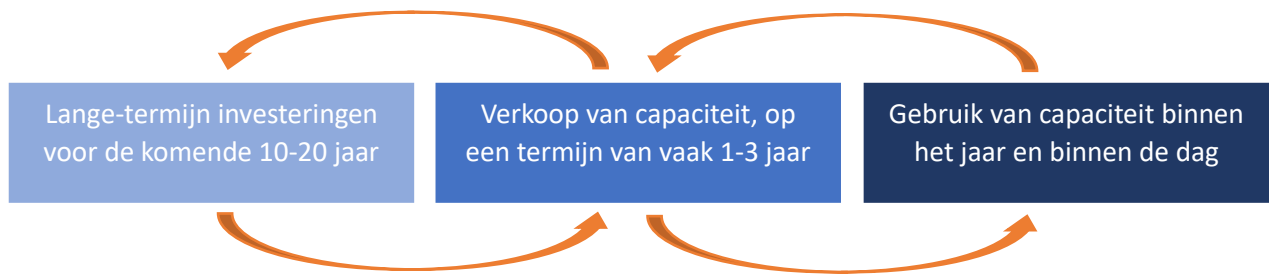 Lange-termijn investeringen
voor de komende 10-20 jaar
Verkoop van capaciteit, op
een termijn van vaak 1-3 jaar
Gebruik van capaciteit binnen
het jaar en binnen de dag